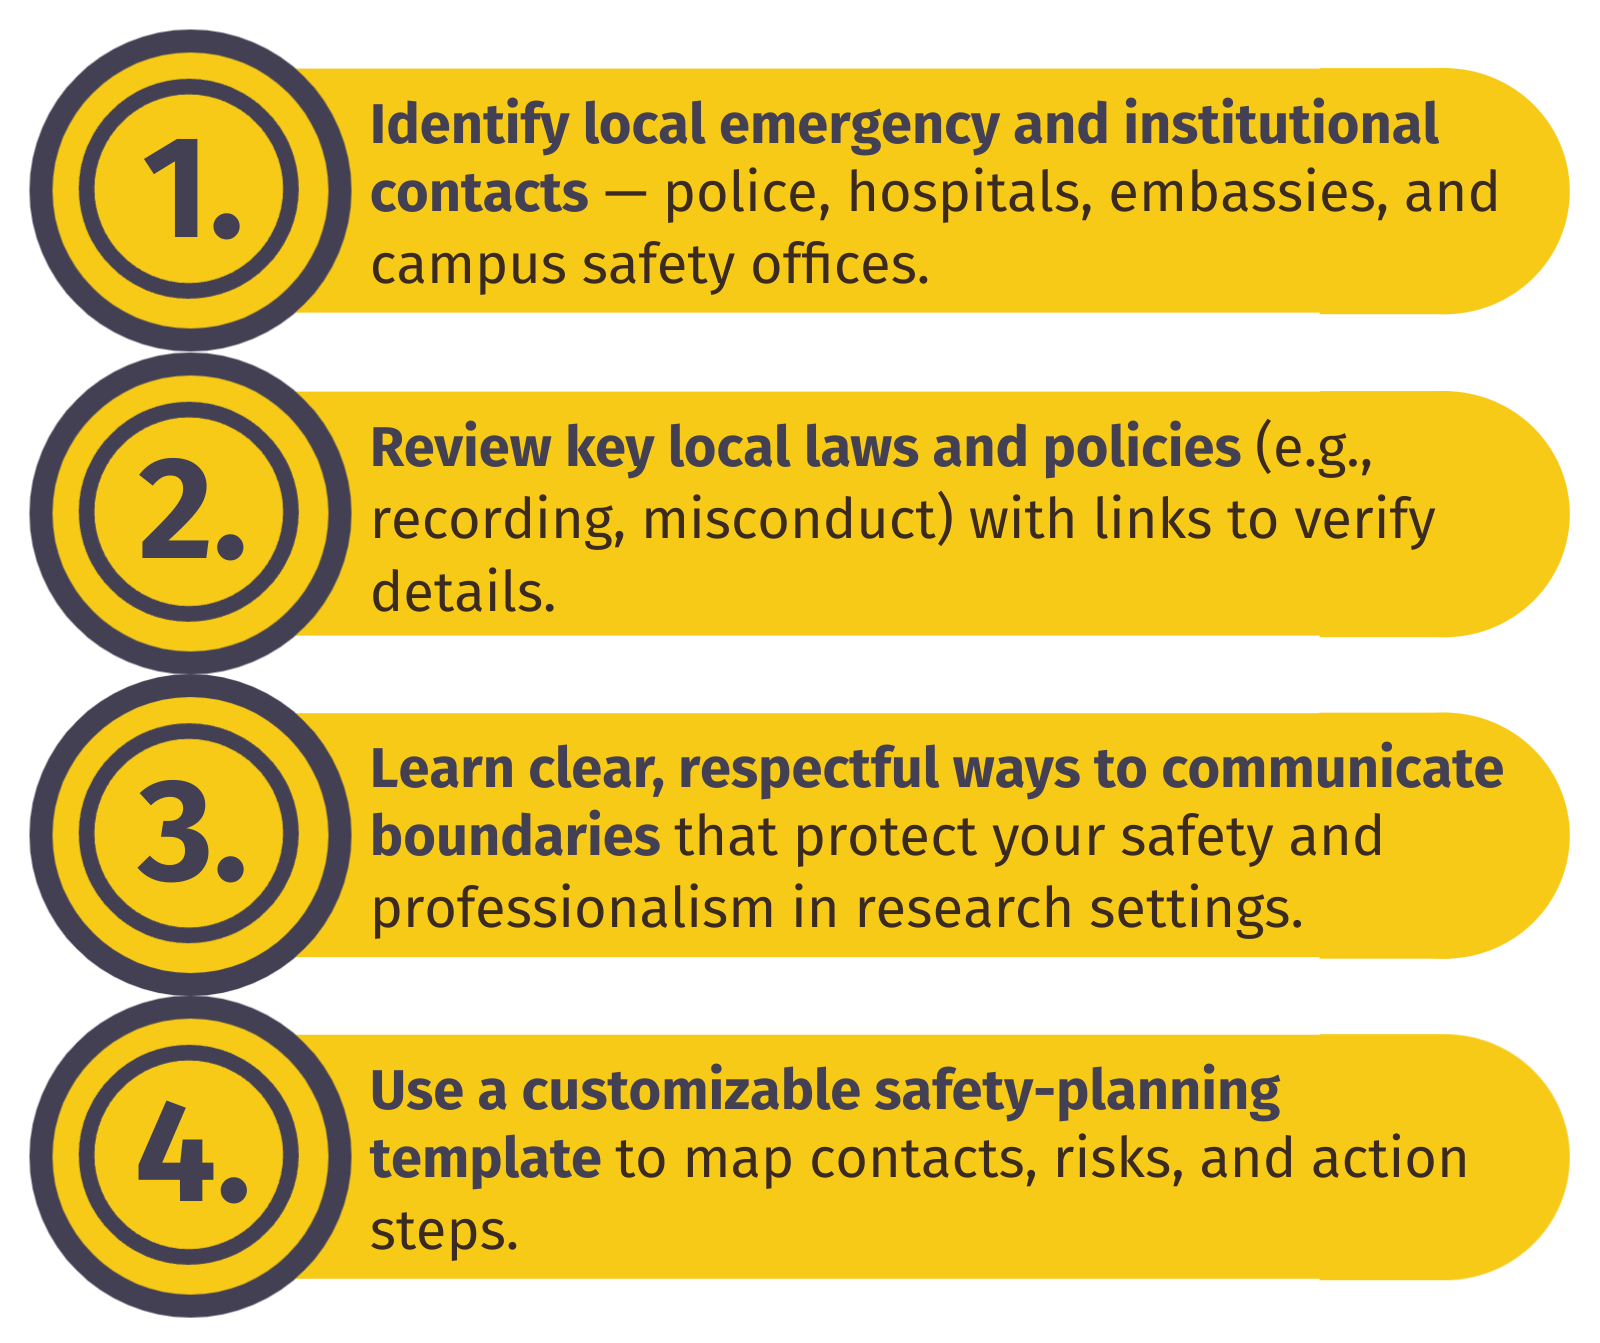 1.
Identify local emergency and institutional
contacts — police, hospitals, embassies, and
campus safety offices.
2.
Review key local laws and policies (e.g.,
recording, misconduct) with links to verify
details.
3.
Learn clear, respectful ways to communicate
boundaries that protect your safety and
professionalism in research settings.
4.
Use a customizable safety-planning
template to map contacts, risks, and action
steps.